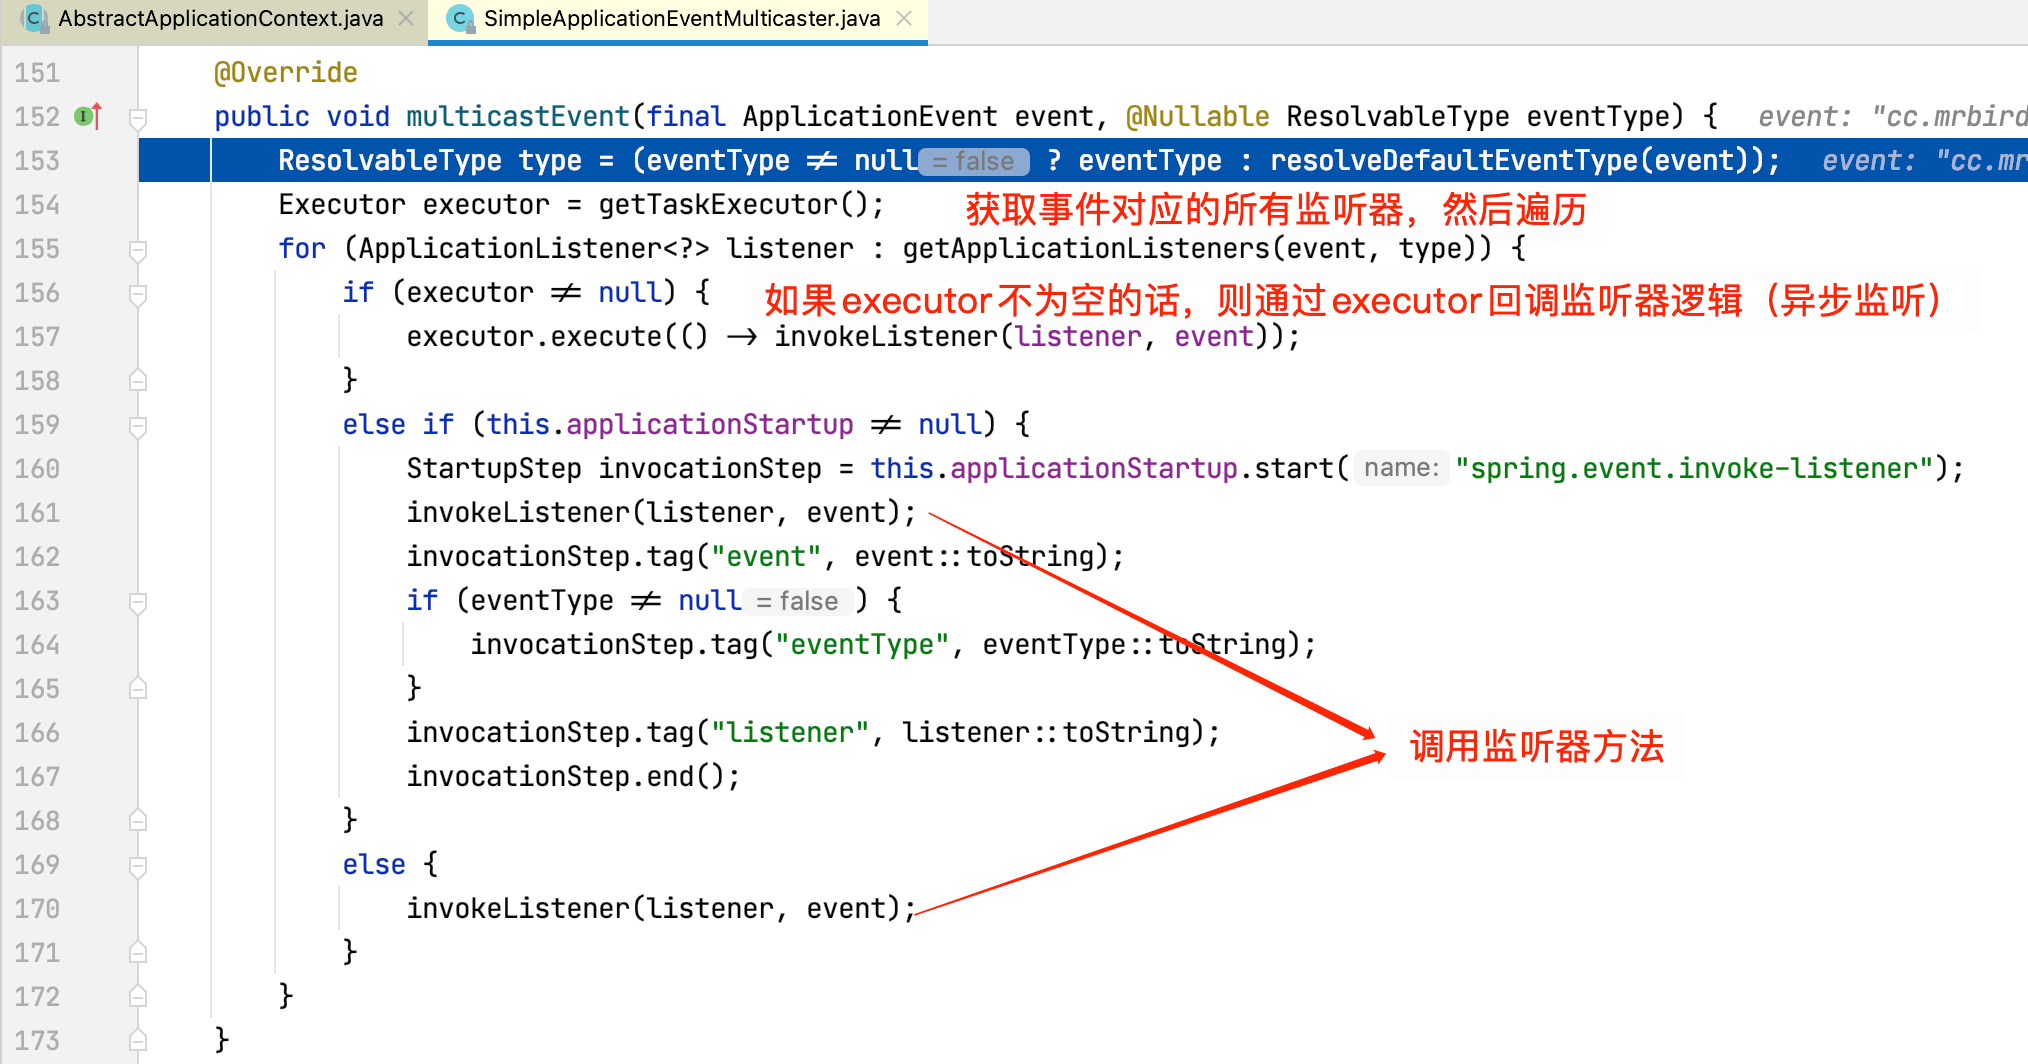 AbstractApplicationContext.java SimpleApplicationEventMulticaster.java
151 @Override
152 public void multicastEvent(final ApplicationEvent event, @Nullable ResolvableType eventType) { event: "cc.mrbird
153 ResolvableType type = (eventType ≠ null = false ? eventType : resolveDefaultEventType(event)); event: "cc.mr
154 Executor executor = getTaskExecutor(); 获取事件对应的所有监听器，然后遍历
155 for (ApplicationListener<?> listener : getApplicationListeners(event, type)) {
156 if (executor ≠ null) { 如果executor不为空的话，则通过executor回调监听器逻辑（异步监听）
157 executor.execute(() → invokeListener(listener, event));
158 }
159 else if (this.applicationStartup ≠ null) {
160 StartupStep invocationStep = this.applicationStartup.start( name: "spring.event.invoke-listener");
161 invokeListener(listener, event);
162 invocationStep.tag("event", event::toString);
163 if (eventType ≠ null = false ) {
164 invocationStep.tag("eventType", eventType::toString);
165 }
166 invocationStep.tag("listener", listener::toString);
调用监听器方法
167 invocationStep.end();
168 }
169 else {
170 invokeListener(listener, event);
171 }
172 }
173 }